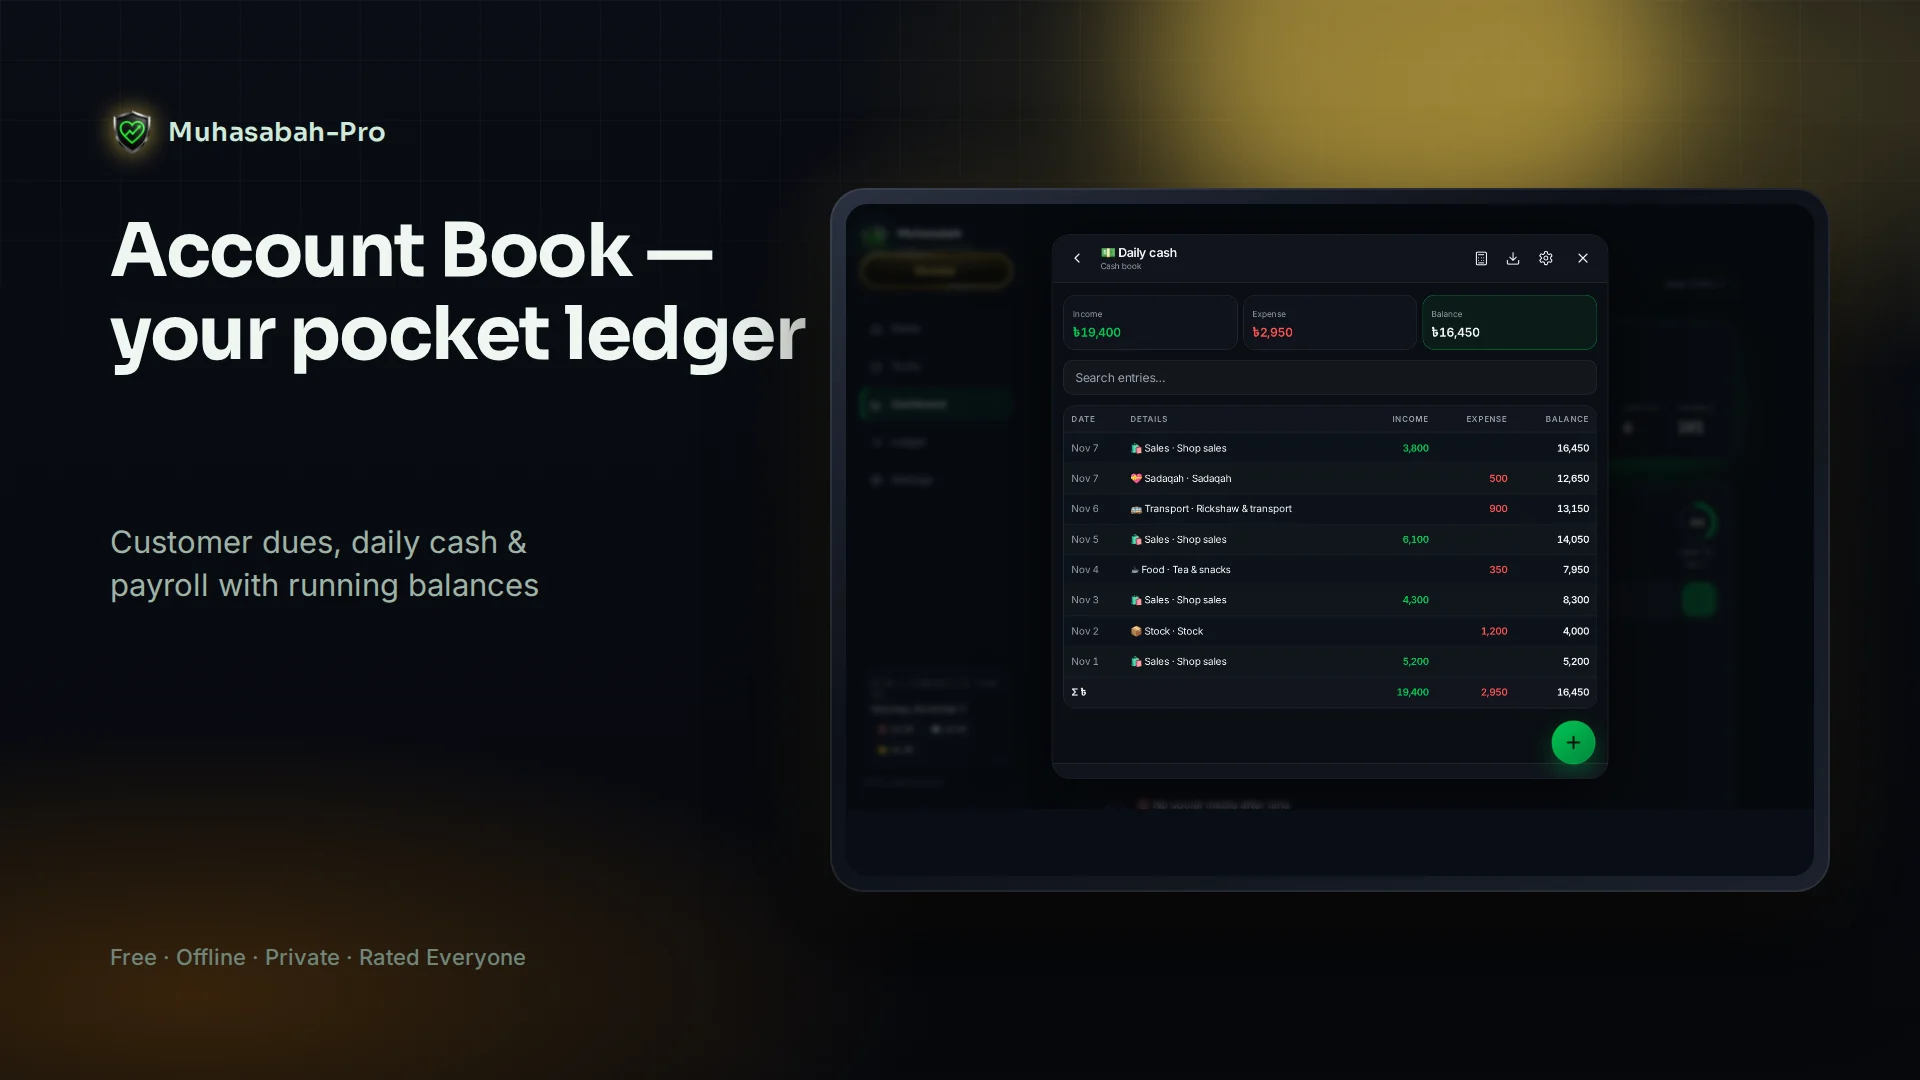 Muhasabah-Pro
Account Book —
your pocket ledger
Customer dues, daily cash &
payroll with running balances
Free · Offline · Private · Rated Everyone
Muhasabah
Dashboard
💵 Daily cash
Cash book
Income
৳19,400
Expense
৳2,950
Balance
৳16,450
Search entries...
DATE DETAILS INCOME EXPENSE BALANCE
Nov 7 🛍️ Sales · Shop sales 3,800 16,450
Nov 7 💝 Sadaqah · Sadaqah 500 12,650
Nov 6 🚌 Transport · Rickshaw & transport 900 13,150
Nov 5 🛍️ Sales · Shop sales 6,100 14,050
Nov 4 ☕ Food · Tea & snacks 350 7,950
Nov 3 🛍️ Sales · Shop sales 4,300 8,300
Nov 2 📦 Stock · Stock 1,200 4,000
Nov 1 🛍️ Sales · Shop sales 5,200 5,200
Σ ৳ 19,400 2,950 16,450